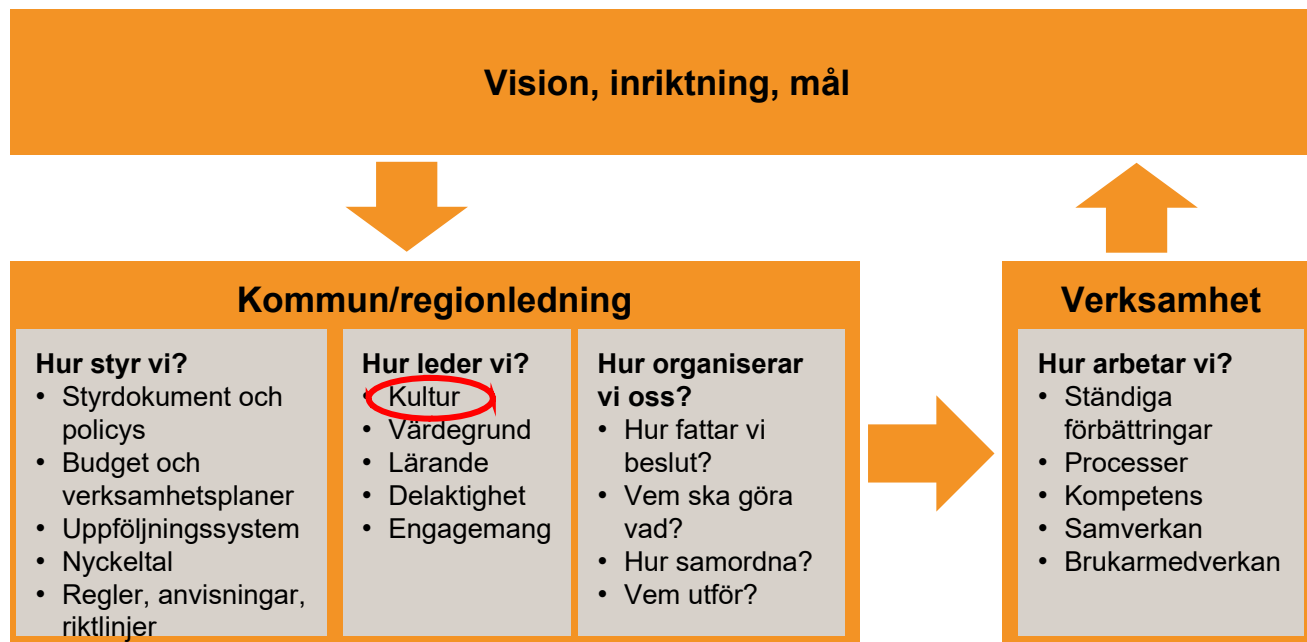 Vision, inriktning, mål
Kommun/regionledning
Hur styr vi?
• Styrdokument och
policys
• Budget och
verksamhetsplaner
• Uppföljningssystem
• Nyckeltal
• Regler, anvisningar,
riktlinjer
Hur leder vi?
• Kultur
• Värdegrund
• Lärande
• Delaktighet
• Engagemang
Hur organiserar
vi oss?
• Hur fattar vi
beslut?
• Vem ska göra
vad?
• Hur samordna?
• Vem utför?
Verksamhet
Hur arbetar vi?
• Ständiga
förbättringar
• Processer
• Kompetens
• Samverkan
• Brukarmedverkan